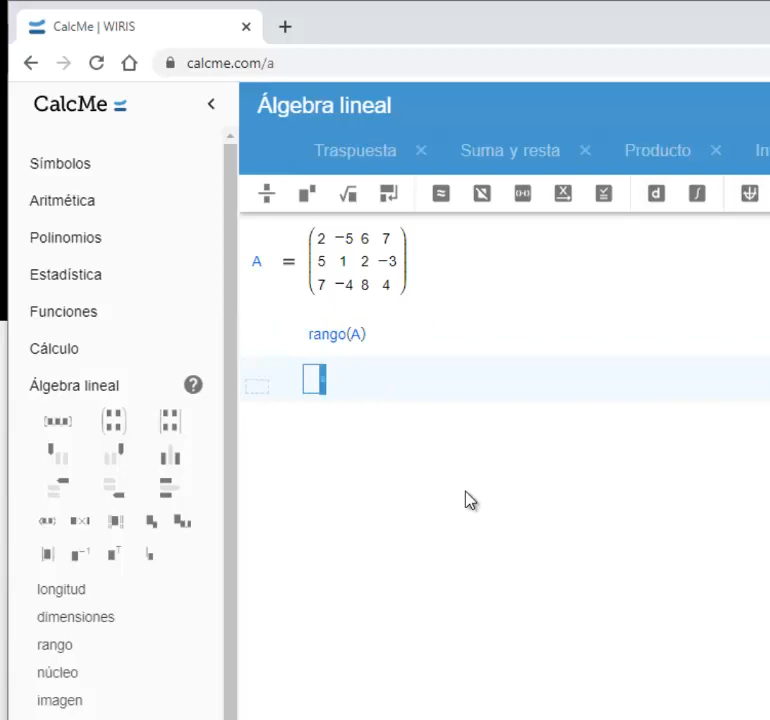 CalcMe | WIRIS
calcme.com/a
CalcMe
Álgebra lineal
Traspuesta
Suma y resta
Producto
In
Símbolos
Aritmética
Polinomios
Estadística
Funciones
Cálculo
Álgebra lineal
longitud
dimensiones
rango
núcleo
imagen
2 −5 6 7
A = 5 1 2 −3
7 −4 8 4
rango(A)